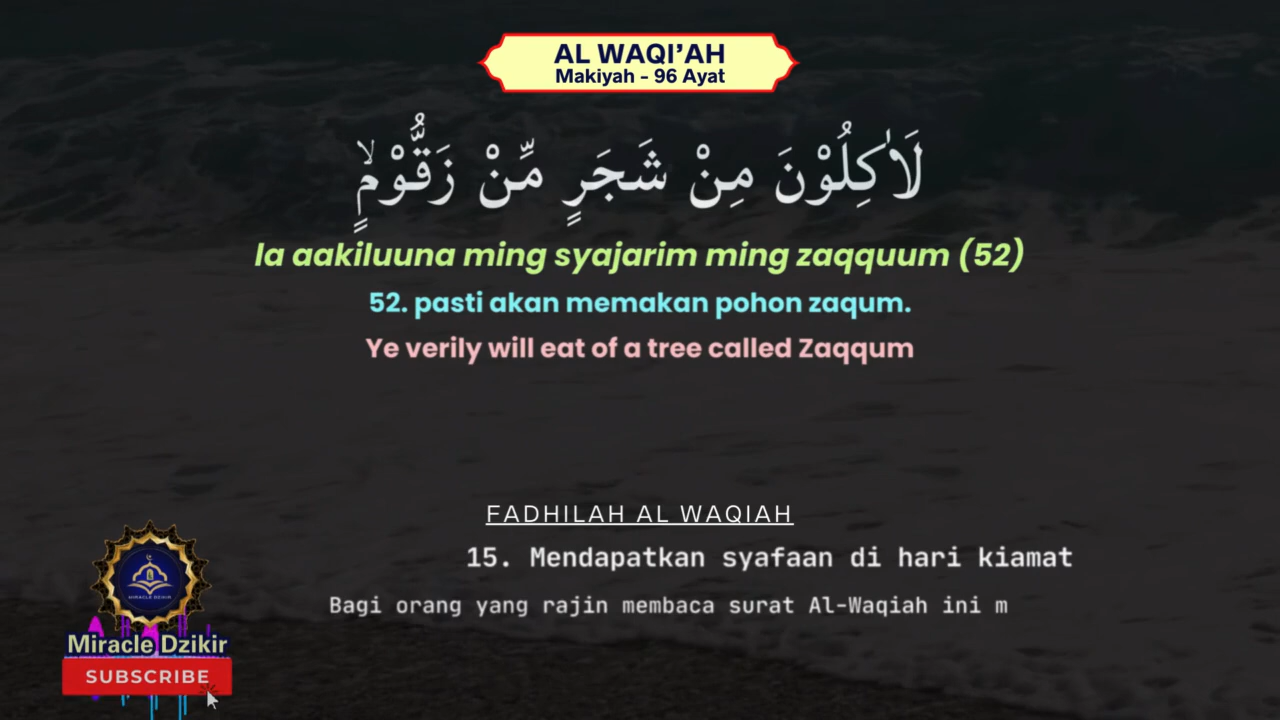 AL WAQI’AH
Makiyah - 96 Ayat
لَاٰكِلُوْنَ مِنْ شَجَرٍ مِّنْ زَقُّوْمٍۙ
la aakiluuna ming syajarim ming zaqquum (52)
52. pasti akan memakan pohon zaqum.
Ye verily will eat of a tree called Zaqqum
FADHILAH AL WAQIAH
15. Mendapatkan syafaan di hari kiamat
Bagi orang yang rajin membaca surat Al-Waqiah ini m
MIRACLE DZIKIR
Miracle Dzikir
SUBSCRIBE